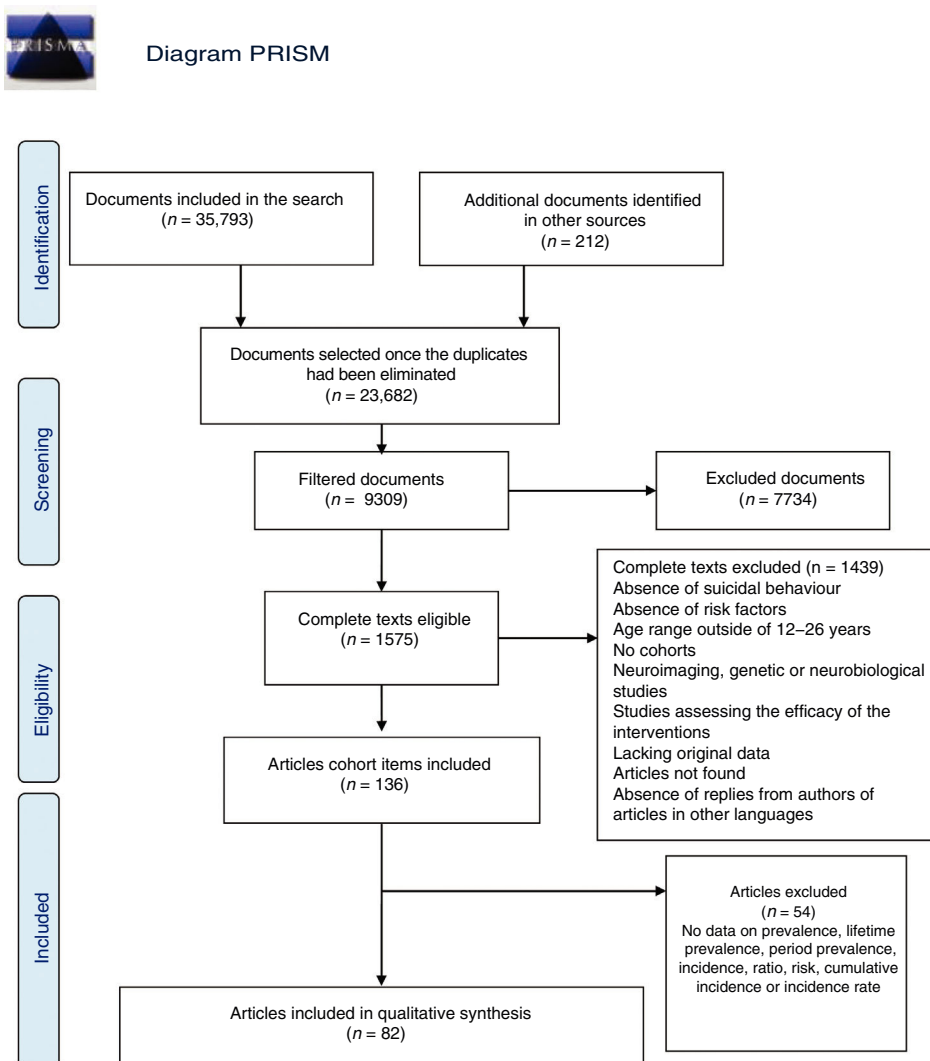 PRISMA
Diagram PRISM
Identification
Documents included in the search
(n = 35,793)
Additional documents identified
in other sources
(n = 212)
Documents selected once the duplicates
had been eliminated
(n = 23,682)
Screening
Filtered documents
(n = 9309)
Excluded documents
(n = 7734)
Eligibility
Complete texts eligible
(n = 1575)
Complete texts excluded (n = 1439)
Absence of suicidal behaviour
Absence of risk factors
Age range outside of 12–26 years
No cohorts
Neuroimaging, genetic or neurobiological
studies
Studies assessing the efficacy of the
interventions
Lacking original data
Articles not found
Absence of replies from authors of
articles in other languages
Articles cohort items included
(n = 136)
Included
Articles excluded
(n = 54)
No data on prevalence, lifetime
prevalence, period prevalence,
incidence, ratio, risk, cumulative
incidence or incidence rate
Articles included in qualitative synthesis
(n = 82)